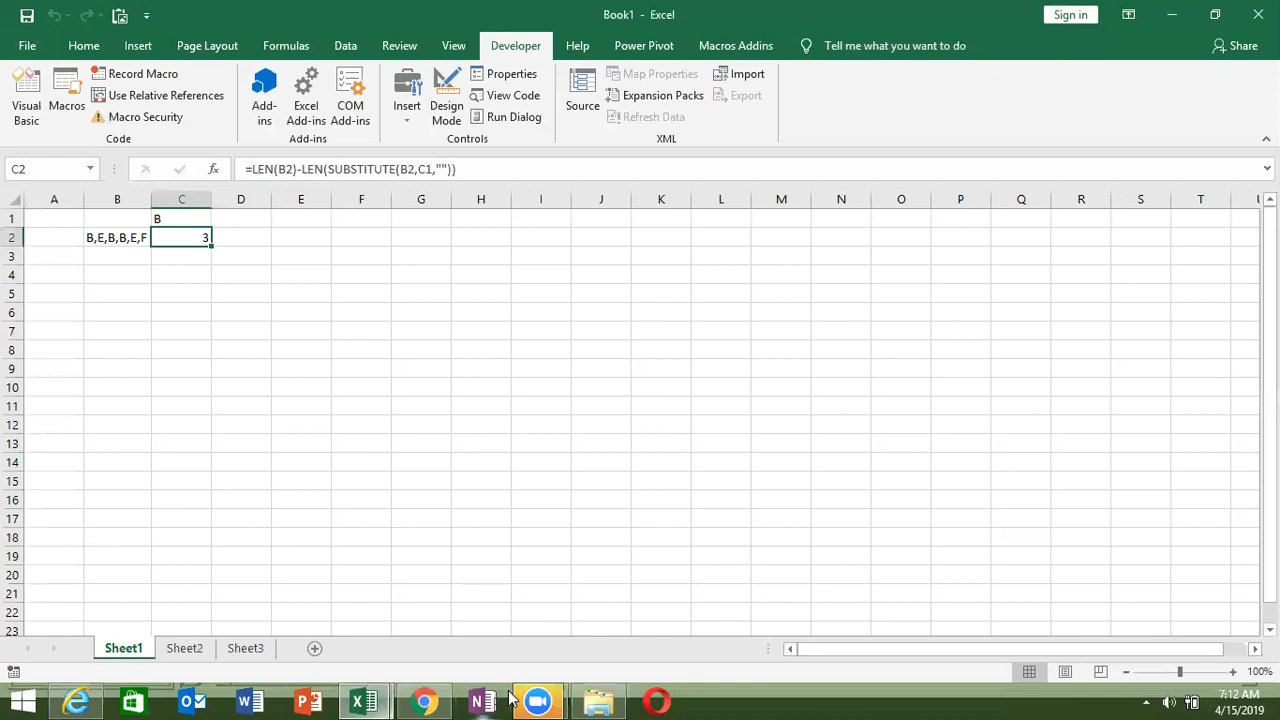 Book1 - Excel
Sign in
File Home Insert Page Layout Formulas Data Review View Developer Help Power Pivot Macros Addins Tell me what you want to do Share
Visual Basic
Macros
Record Macro
Use Relative References
Macro Security
Code
Add-ins
Excel Add-ins
COM Add-ins
Add-ins
Insert
Design Mode
Properties
View Code
Run Dialog
Controls
Source
Map Properties
Expansion Packs
Refresh Data
Import
Export
XML
C2 fx =LEN(B2)-LEN(SUBSTITUTE(B2,C1,""))
A B C D E F G H I J K L M N O P Q R S T U
1 B
2 B,E,B,B,E,F 3
3
4
5
6
7
8
9
10
11
12
13
14
15
16
17
18
19
20
21
22
23
Sheet1 Sheet2 Sheet3
100%
7:12 AM
4/15/2019